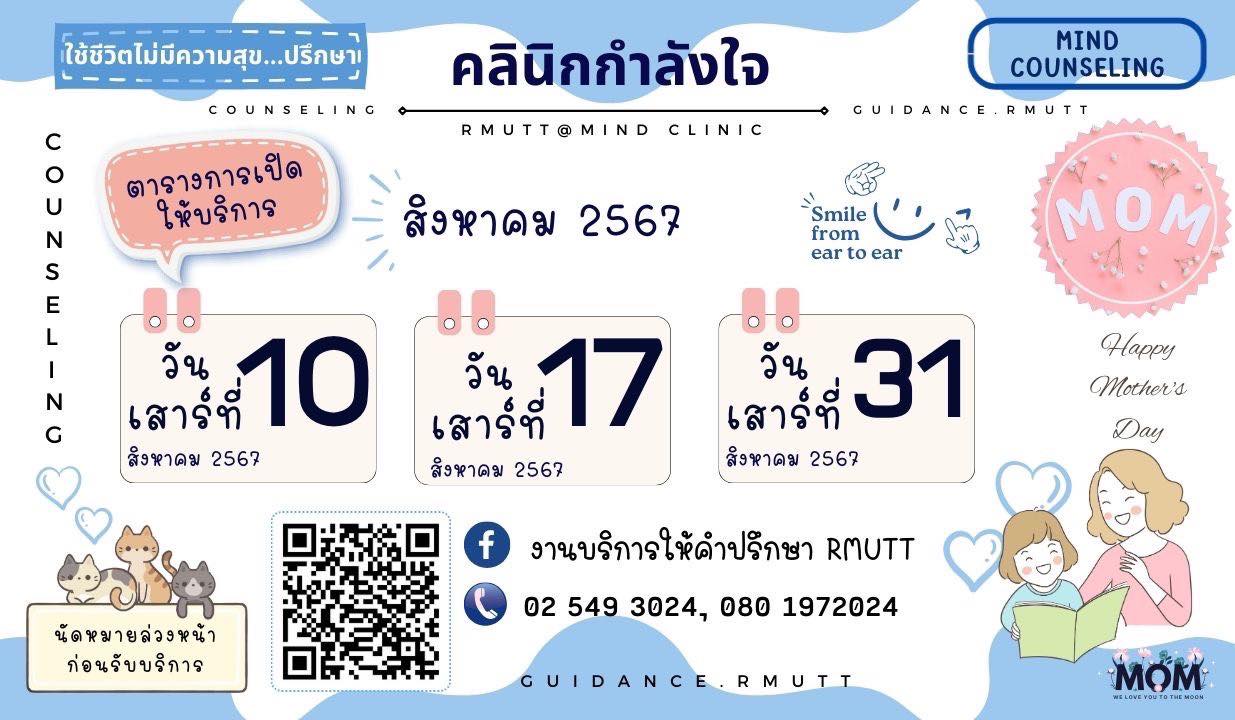 ใช้ชีวิตไม่มีความสุข...ปรึกษา
คลินิกกำลังใจ
MIND
COUNSELING
COUNSELING
GUIDANCE.RMUTT
RMUTT@MIND CLINIC
COUNSELING
ตารางการเปิด
ให้บริการ
สิงหาคม 2567
Smile
from
ear to ear
MOM
Happy
Mother's
Day
วัน
เสาร์ที่ 10
สิงหาคม 2567
วัน
เสาร์ที่ 17
สิงหาคม 2567
วัน
เสาร์ที่ 31
สิงหาคม 2567
นัดหมายล่วงหน้า
ก่อนรับบริการ
งานบริการให้คำปรึกษา RMUTT
02 549 3024, 080 1972024
GUIDANCE.RMUTT
MOM
WE LOVE YOU TO THE MOON